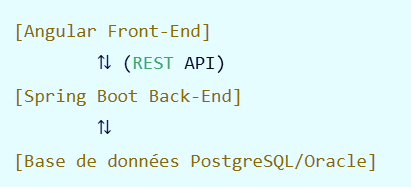 [Angular Front-End]
⇅ (REST API)
[Spring Boot Back-End]
⇅
[Base de données PostgreSQL/Oracle]